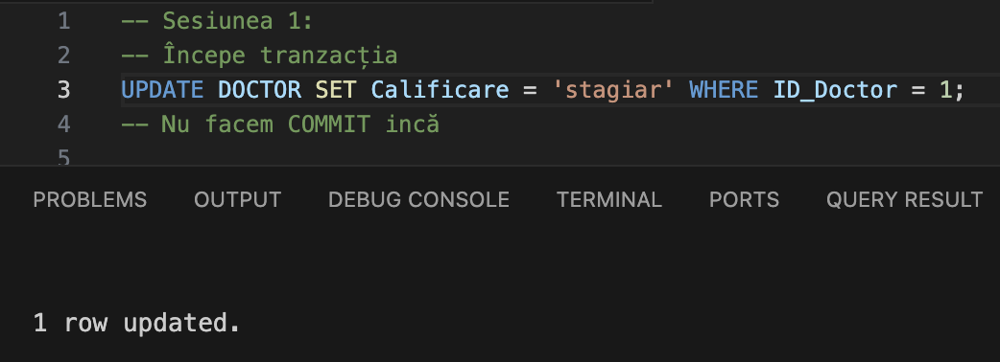 1 -- Sesiunea 1:
2 -- Începe tranzacția
3 UPDATE DOCTOR SET Calificare = 'stagiar' WHERE ID_Doctor = 1;
4 -- Nu facem COMMIT incă
5
PROBLEMS OUTPUT DEBUG CONSOLE TERMINAL PORTS QUERY RESULT
1 row updated.